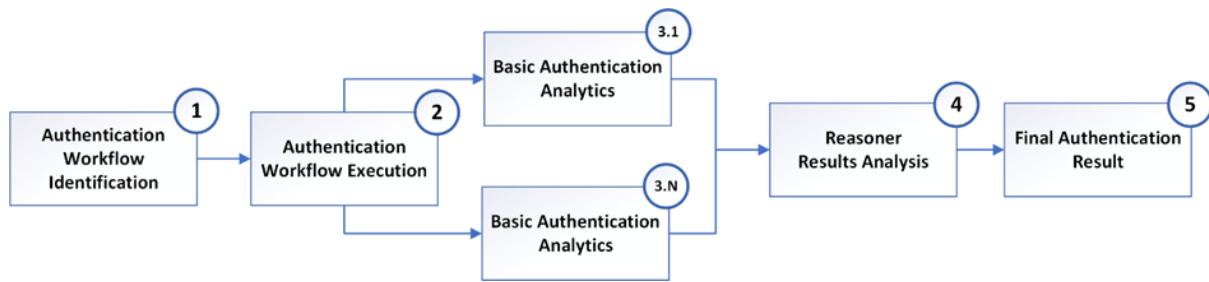 1
Authentication
Workflow
Identification
2
Authentication
Workflow Execution
3.1
Basic Authentication
Analytics
3.N
Basic Authentication
Analytics
4
Reasoner
Results Analysis
5
Final Authentication
Result